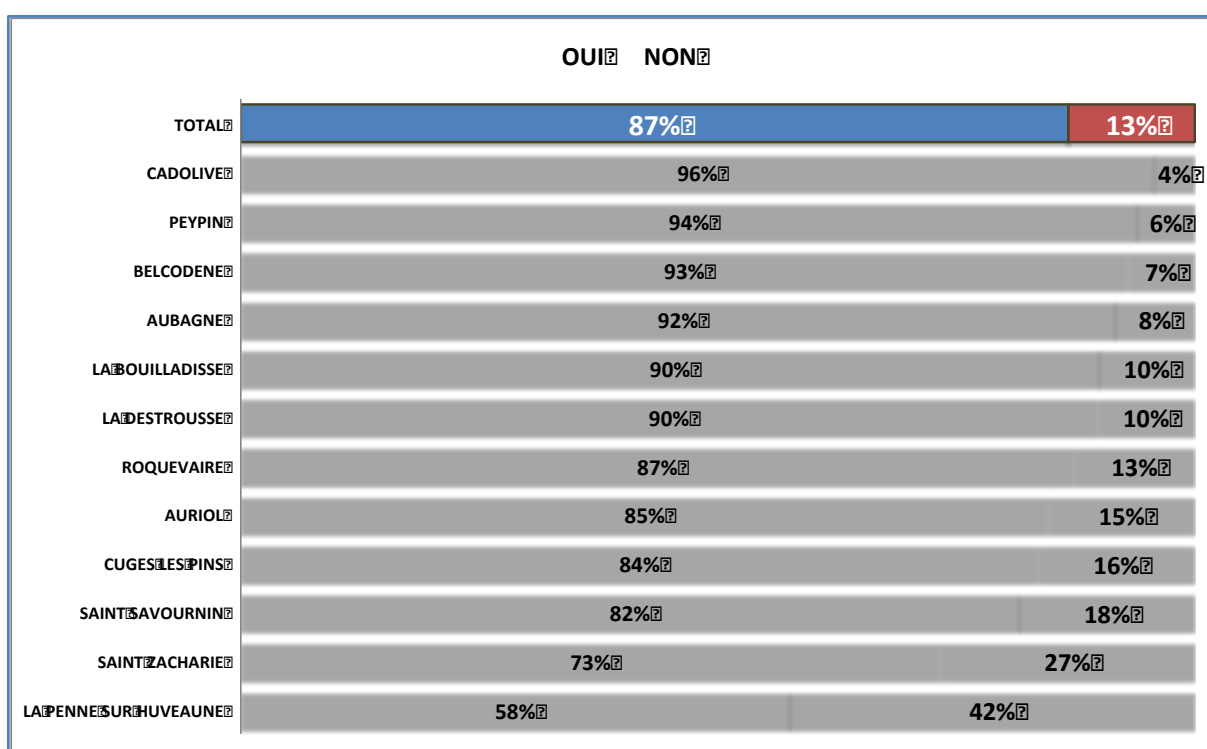 OUI NON
TOTAL 87% 13%
CADOLIVE 96% 4%
PEYPIN 94% 6%
BELCODENE 93% 7%
AUBAGNE 92% 8%
LA BOUILLADISSE 90% 10%
LA DESTROUSSE 90% 10%
ROQUEVAIRE 87% 13%
AURIOL 85% 15%
CUGES LES PINS 84% 16%
SAINT SAVOURNIN 82% 18%
SAINT ZACHARIE 73% 27%
LA PENNE SUR HUVEAUNE 58% 42%